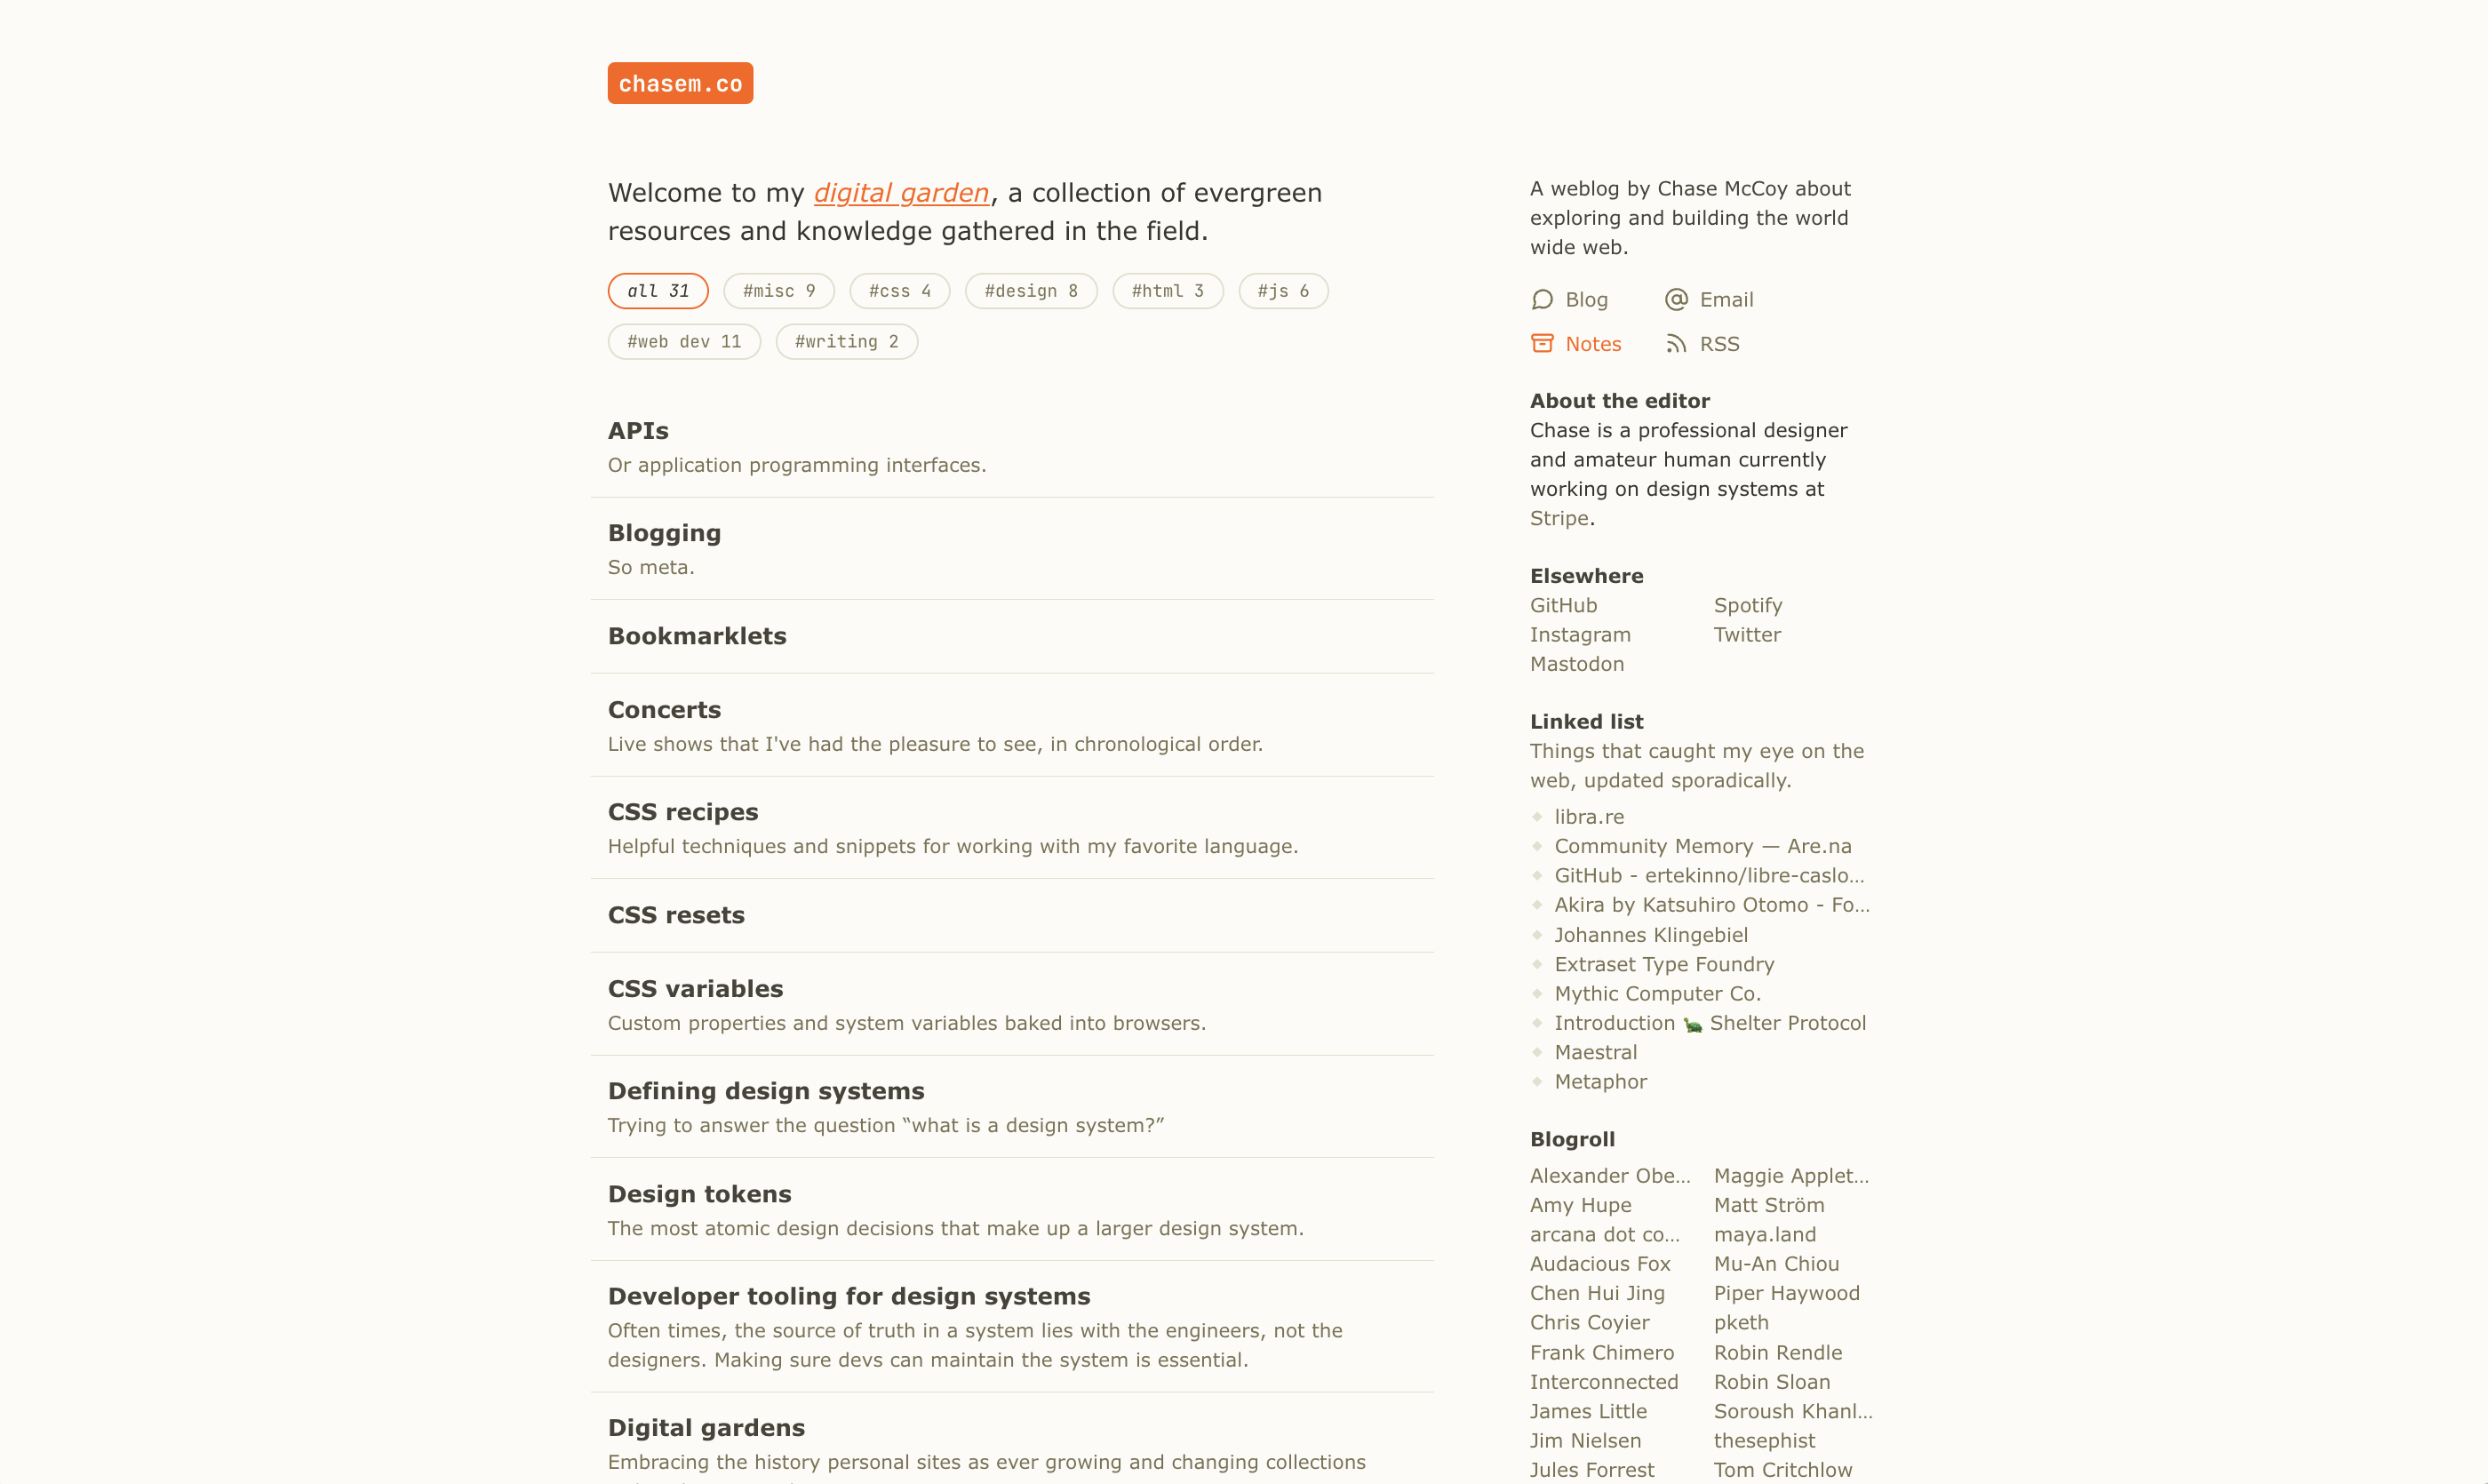 chasem.co
Welcome to my digital garden, a collection of evergreen
resources and knowledge gathered in the field.
all 31
#misc 9
#css 4
#design 8
#html 3
#js 6
#web dev 11
#writing 2
APIs
Or application programming interfaces.
Blogging
So meta.
Bookmarklets
Concerts
Live shows that I've had the pleasure to see, in chronological order.
CSS recipes
Helpful techniques and snippets for working with my favorite language.
CSS resets
CSS variables
Custom properties and system variables baked into browsers.
Defining design systems
Trying to answer the question “what is a design system?”
Design tokens
The most atomic design decisions that make up a larger design system.
Developer tooling for design systems
Often times, the source of truth in a system lies with the engineers, not the
designers. Making sure devs can maintain the system is essential.
Digital gardens
Embracing the history personal sites as ever growing and changing collections
A weblog by Chase McCoy about
exploring and building the world
wide web.
Blog
Email
Notes
RSS
About the editor
Chase is a professional designer
and amateur human currently
working on design systems at
Stripe.
Elsewhere
GitHub
Instagram
Mastodon
Spotify
Twitter
Linked list
Things that caught my eye on the
web, updated sporadically.
libra.re
Community Memory — Are.na
GitHub - ertekinno/libre-caslo...
Akira by Katsuhiro Otomo - Fo...
Johannes Klingebiel
Extraset Type Foundry
Mythic Computer Co.
Introduction 🐢 Shelter Protocol
Maestral
Metaphor
Blogroll
Alexander Obe...
Amy Hupe
arcana dot co...
Audacious Fox
Chen Hui Jing
Chris Coyier
Frank Chimero
Interconnected
James Little
Jim Nielsen
Jules Forrest
Maggie Applet...
Matt Ström
maya.land
Mu-An Chiou
Piper Haywood
pketh
Robin Rendle
Robin Sloan
Soroush Khanl...
thesephist
Tom Critchlow